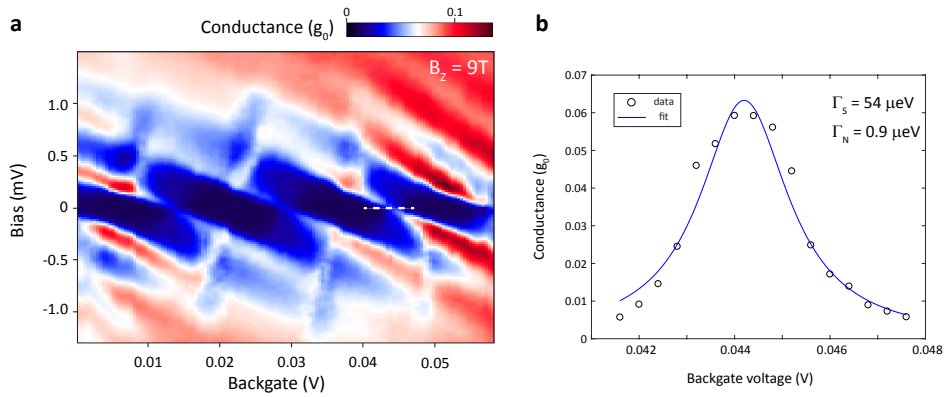 a
Conductance (g₀)
0
0.1
B_Z = 9T
Bias (mV)
1.0
0.5
0
-0.5
-1.0
0.01
0.02
0.03
0.04
0.05
Backgate (V)
b
Conductance (g₀)
0.07
0.06
0.05
0.04
0.03
0.02
0.01
0
data
fit
Γ_S = 54 µeV
Γ_N = 0.9 µeV
0.042
0.044
0.046
0.048
Backgate voltage (V)